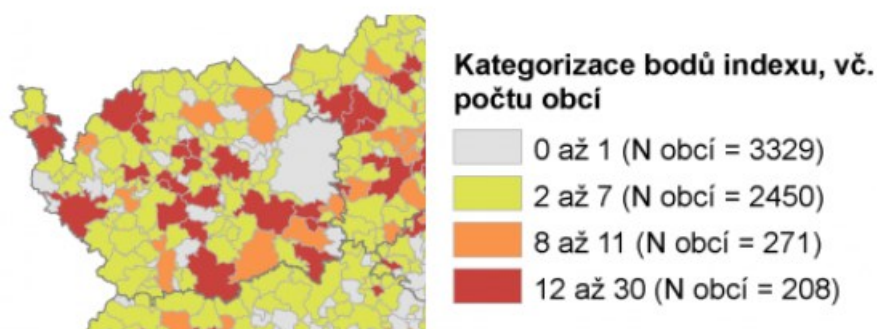 Kategorizace bodů indexu, vč.
počtu obcí
0 až 1 (N obcí = 3329)
2 až 7 (N obcí = 2450)
8 až 11 (N obcí = 271)
12 až 30 (N obcí = 208)